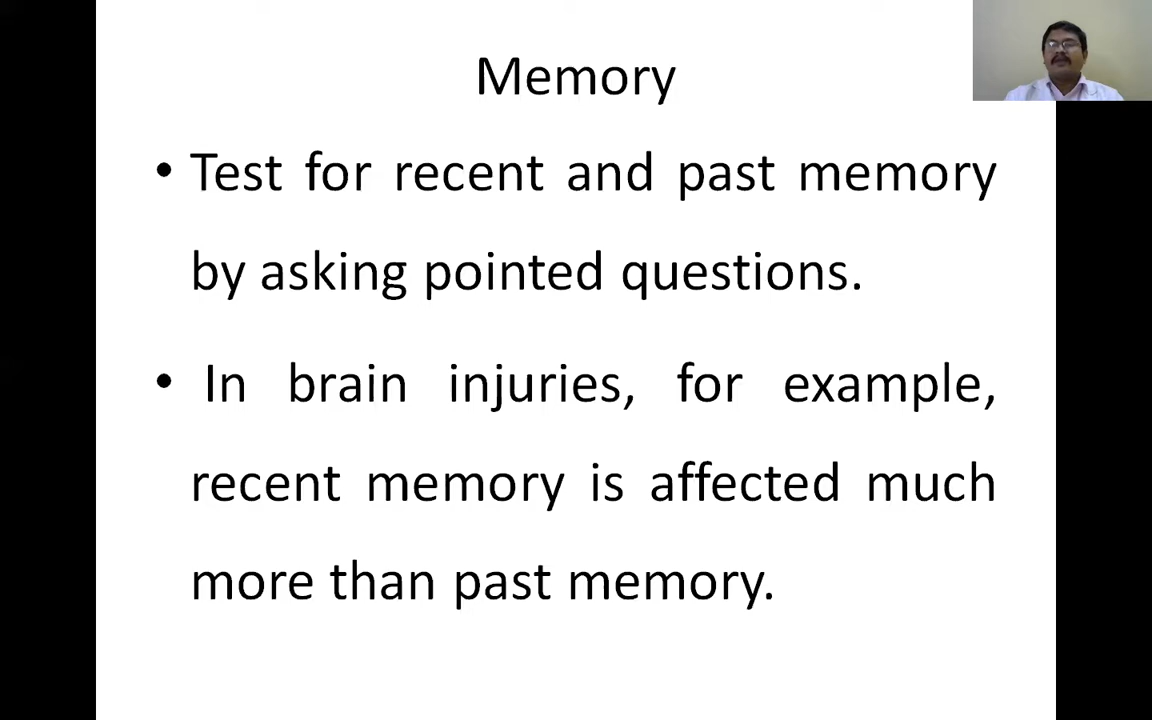 Memory
• Test for recent and past memory
by asking pointed questions.
• In brain injuries, for example,
recent memory is affected much
more than past memory.